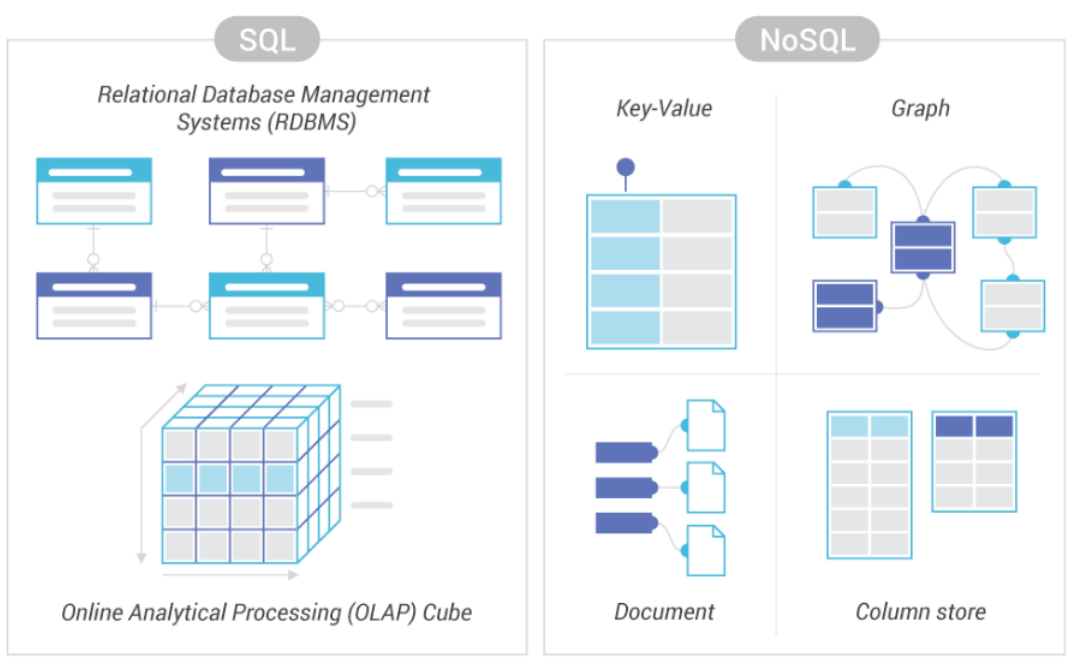 SQL
Relational Database Management
Systems (RDBMS)
Online Analytical Processing (OLAP) Cube
NoSQL
Key-Value
Graph
Document
Column store